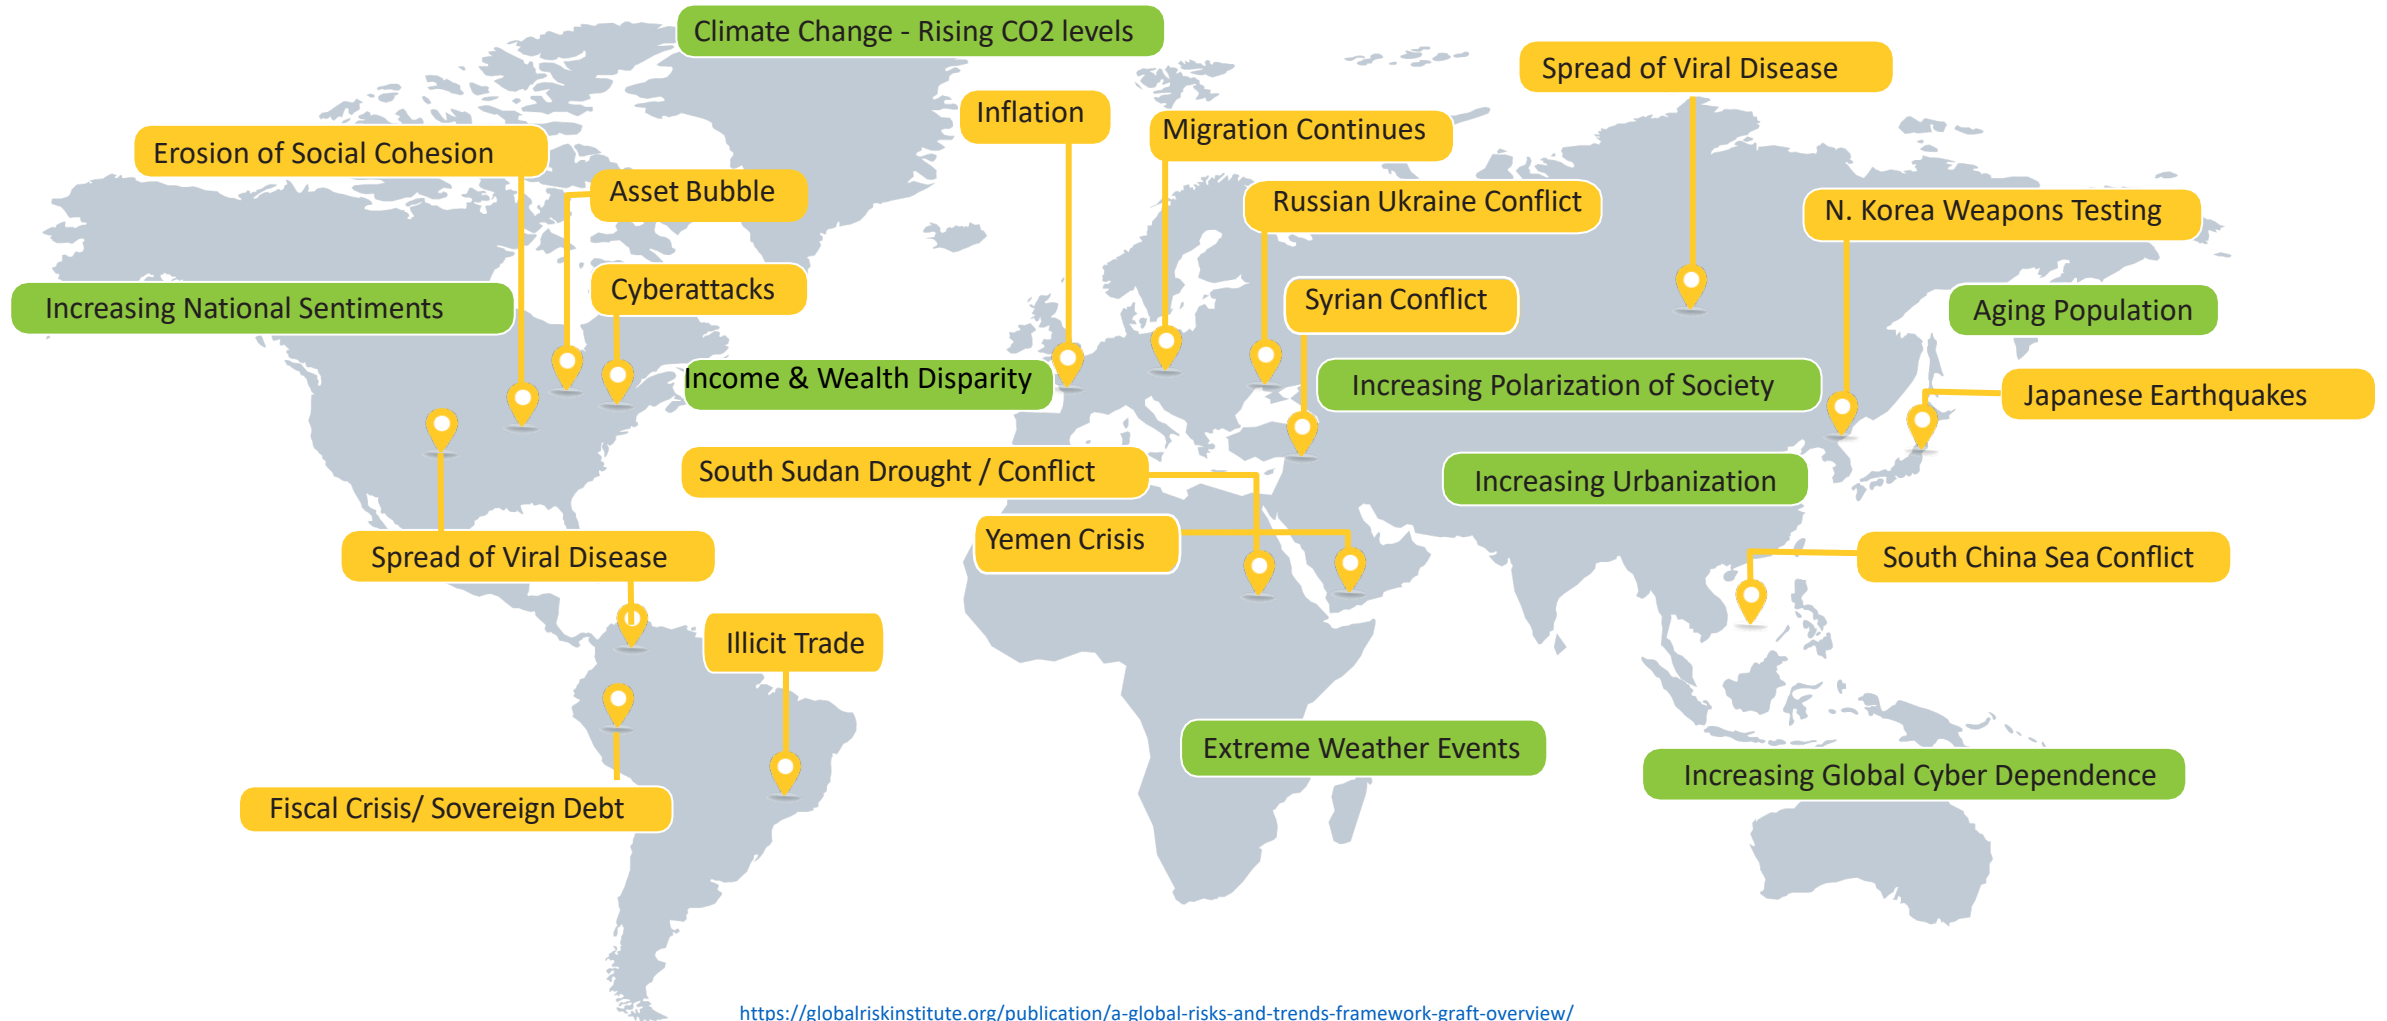 Climate Change - Rising CO2 levels
Spread of Viral Disease
Inflation
Migration Continues
Erosion of Social Cohesion
Asset Bubble
Russian Ukraine Conflict
N. Korea Weapons Testing
Cyberattacks
Syrian Conflict
Increasing National Sentiments
Aging Population
Income & Wealth Disparity
Increasing Polarization of Society
Japanese Earthquakes
South Sudan Drought / Conflict
Increasing Urbanization
Yemen Crisis
Spread of Viral Disease
South China Sea Conflict
Illicit Trade
Extreme Weather Events
Increasing Global Cyber Dependence
Fiscal Crisis/ Sovereign Debt
https://globalriskinstitute.org/publication/a-global-risks-and-trends-framework-graft-overview/